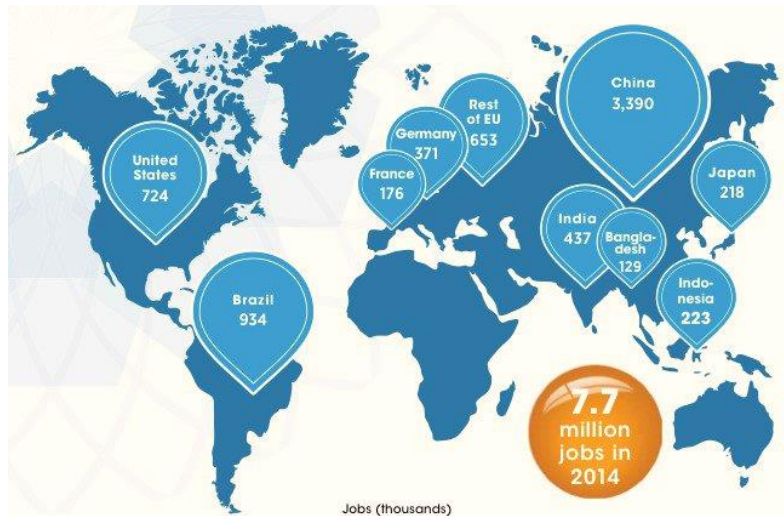 China
3,390
Rest
of EU
653
Germany
371
United
States
724
France
176
Japan
218
India
437
Bangla-
desh
129
Brazil
934
Indo-
nesia
223
7.7
million
jobs in
2014
Jobs (thousands)